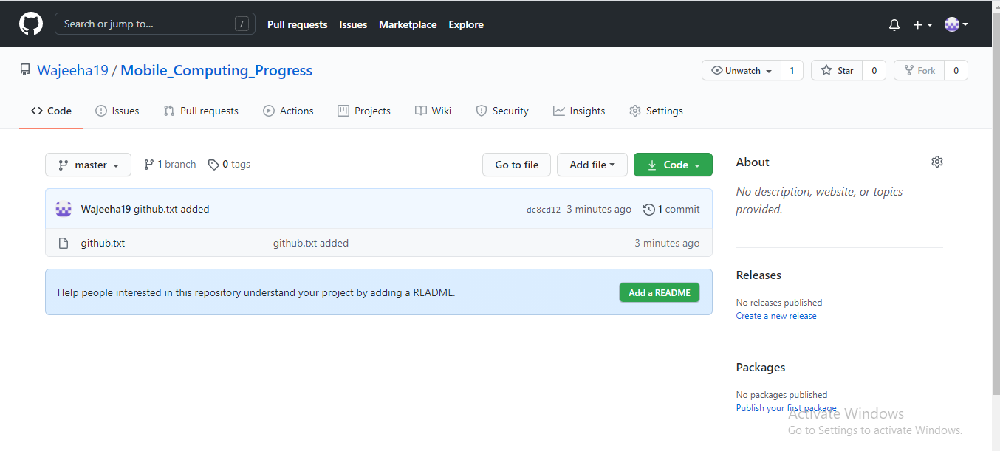 Search or jump to... /
Pull requests Issues Marketplace Explore
Wajeeha19 / Mobile_Computing_Progress
Unwatch 1 Star 0 Fork 0
Code Issues Pull requests Actions Projects Wiki Security Insights Settings
master 1 branch 0 tags
Go to file Add file Code
Wajeeha19 github.txt added dc8cd12 3 minutes ago 1 commit
github.txt github.txt added 3 minutes ago
Help people interested in this repository understand your project by adding a README. Add a README
About
No description, website, or topics
provided.
Releases
No releases published
Create a new release
Packages
No packages published
Publish your first package
Activate Windows
Go to Settings to activate Windows.